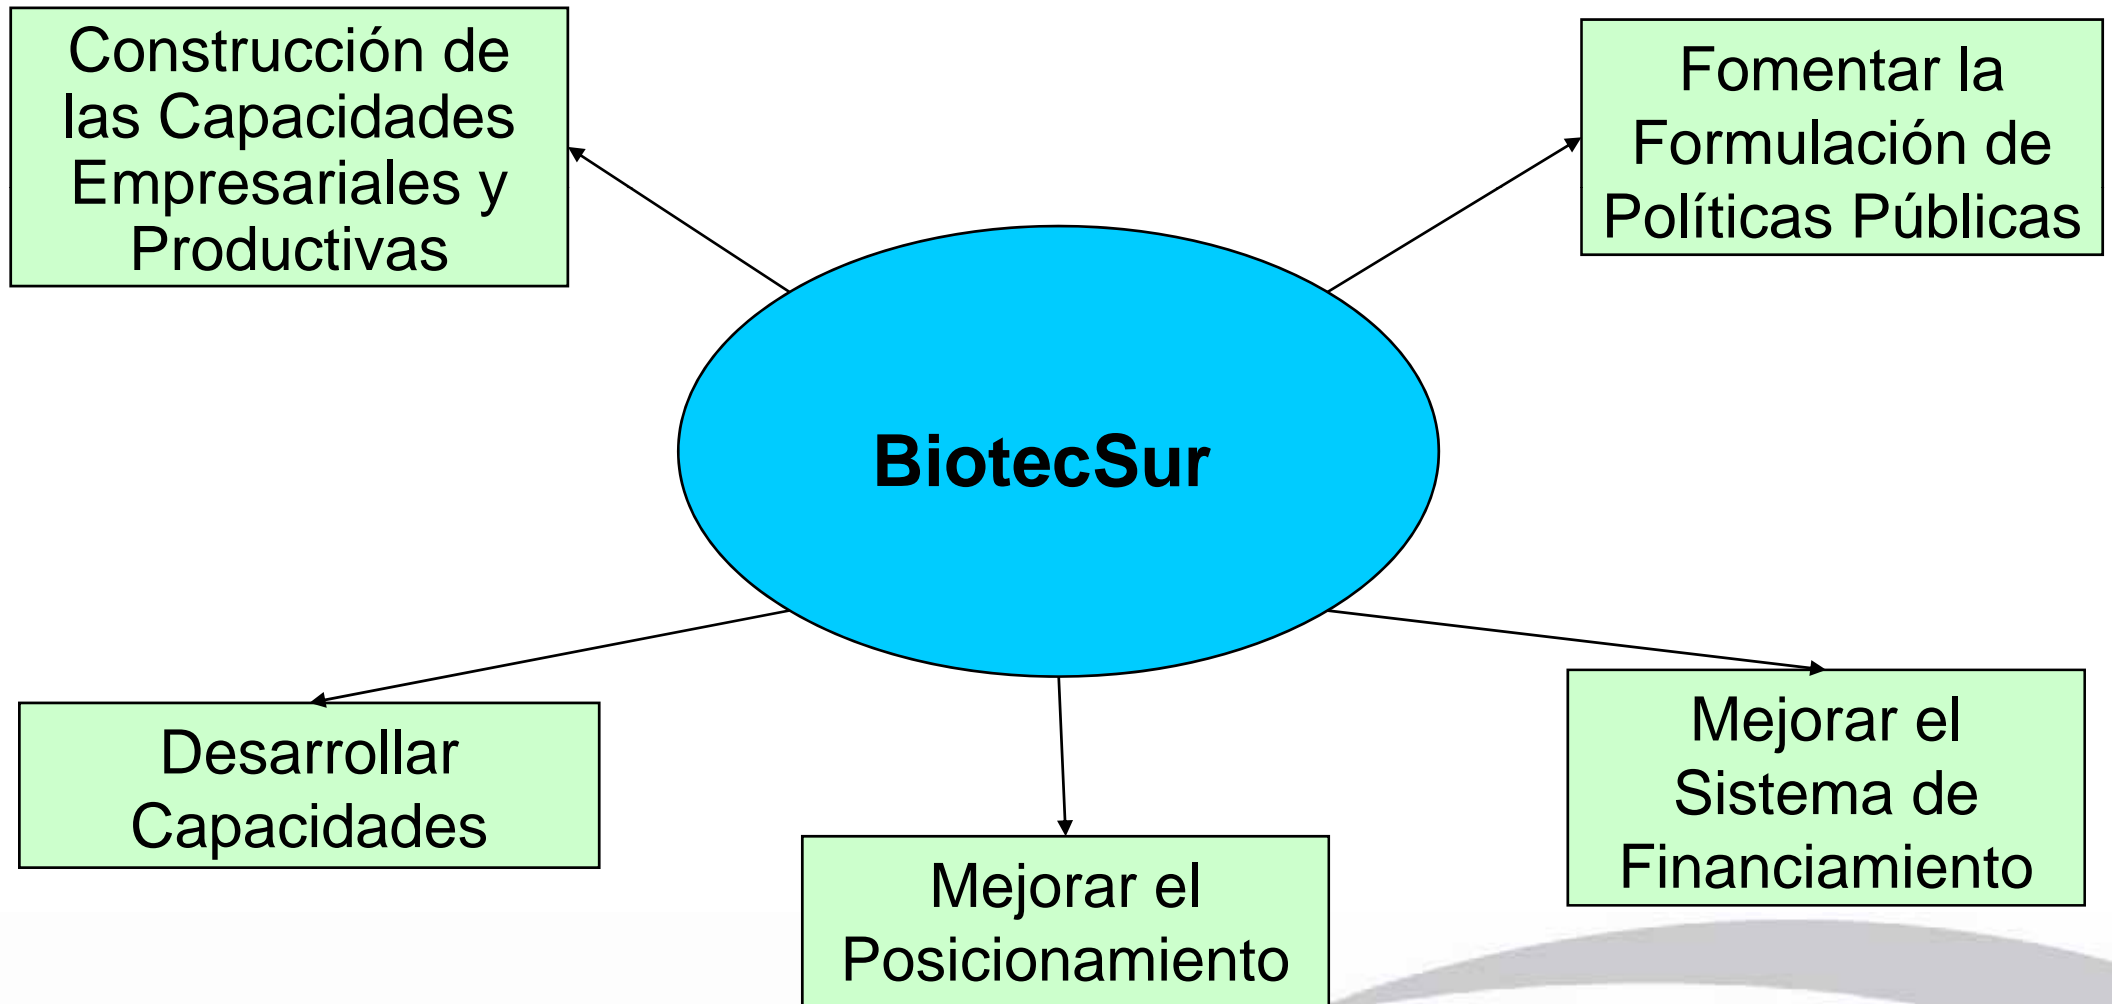 Construcción de
las Capacidades
Empresariales y
Productivas
Fomentar la
Formulación de
Políticas Públicas
BiotecSur
Desarrollar
Capacidades
Mejorar el
Posicionamiento
Mejorar el
Sistema de
Financiamiento